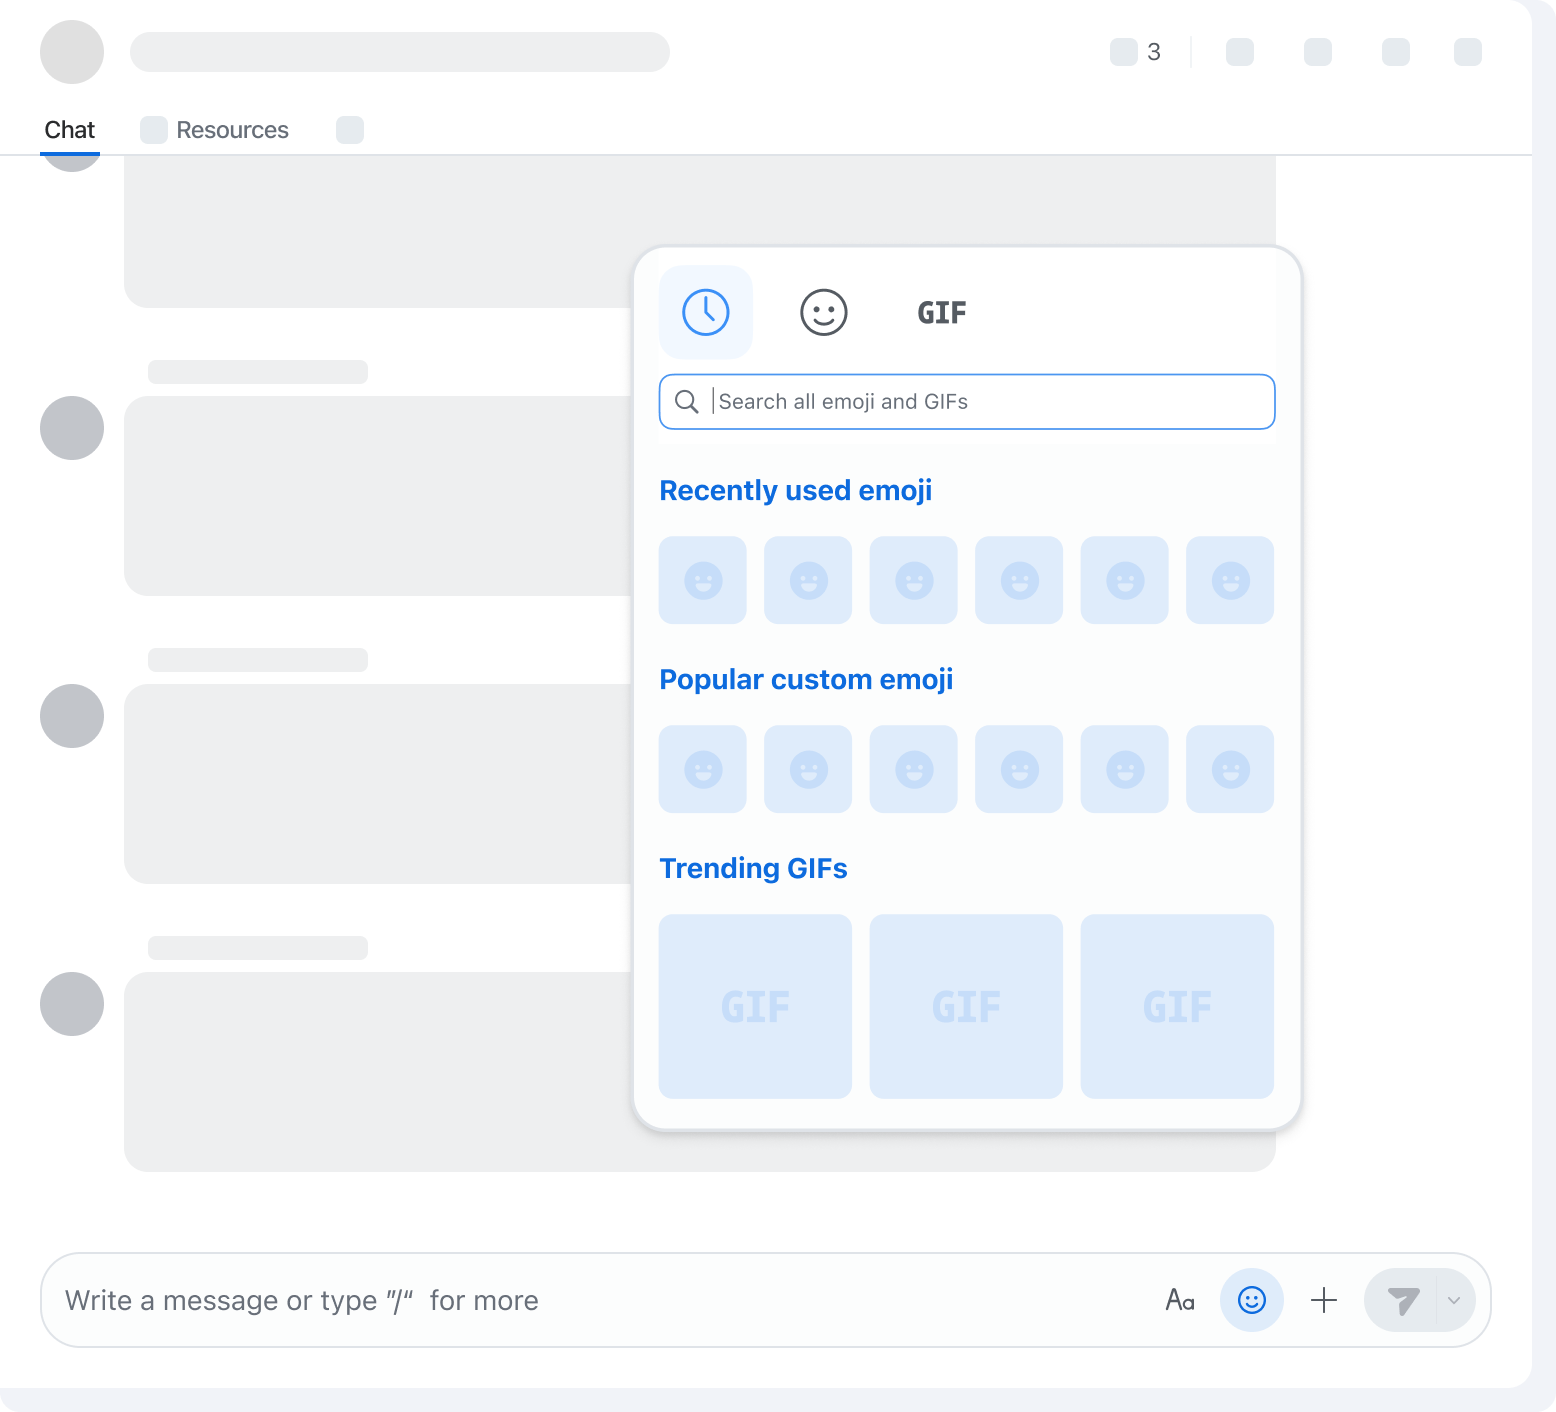 3
Chat
Resources
GIF
Search all emoji and GIFs
Recently used emoji
Popular custom emoji
Trending GIFs
GIF GIF GIF
Write a message or type "/" for more
Aa